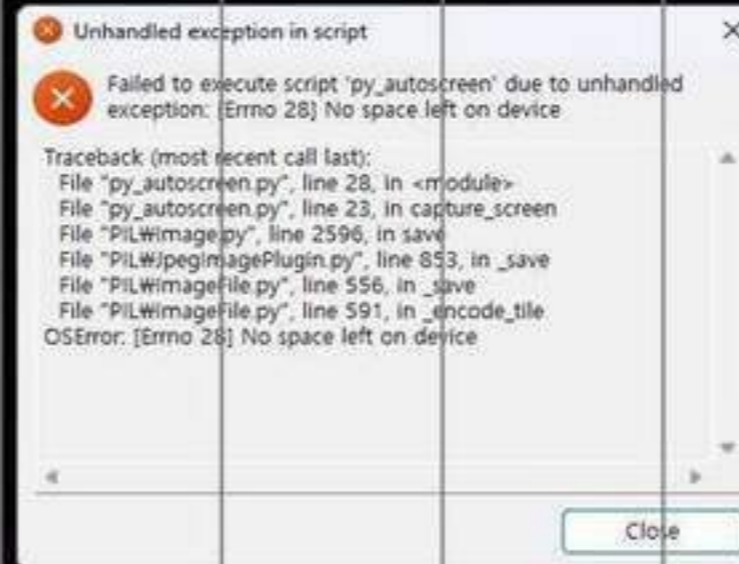 Unhandled exception in script
Failed to execute script 'py_autoscreen' due to unhandled
exception: [Errno 28] No space left on device
Traceback (most recent call last):
File "py_autoscreen.py", line 28, in <module>
File "py_autoscreen.py", line 23, in capture_screen
File "PIL₩Image.py", line 2596, in save
File "PIL₩JpegImagePlugin.py", line 853, in _save
File "PIL₩ImageFile.py", line 556, in _save
File "PIL₩ImageFile.py", line 591, in _encode_tile
OSError: [Errno 28] No space left on device
Close